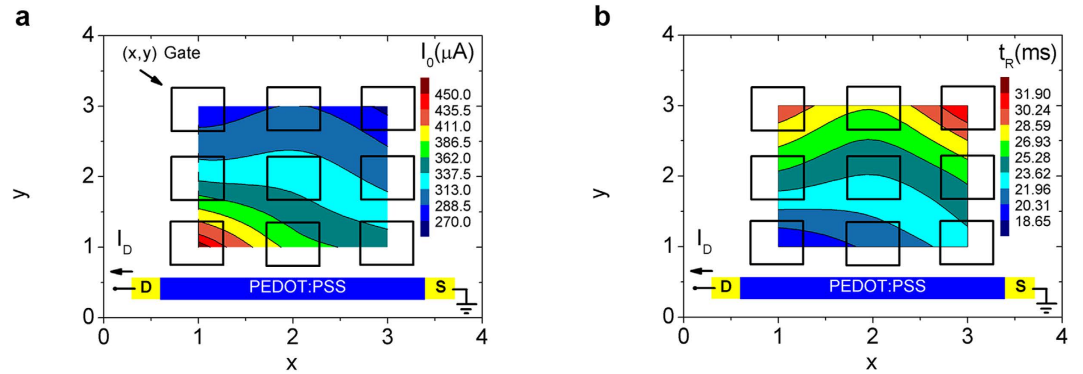 a
(x,y) Gate
I₀(μA)
450.0
435.5
411.0
386.5
362.0
337.5
313.0
288.5
270.0
4
3
2
1
0
y
I_D
D
PEDOT:PSS
S
0
1
2
3
4
x
b
t_R(ms)
31.90
30.24
28.59
26.93
25.28
23.62
21.96
20.31
18.65
4
3
2
1
0
y
I_D
D
PEDOT:PSS
S
0
1
2
3
4
x